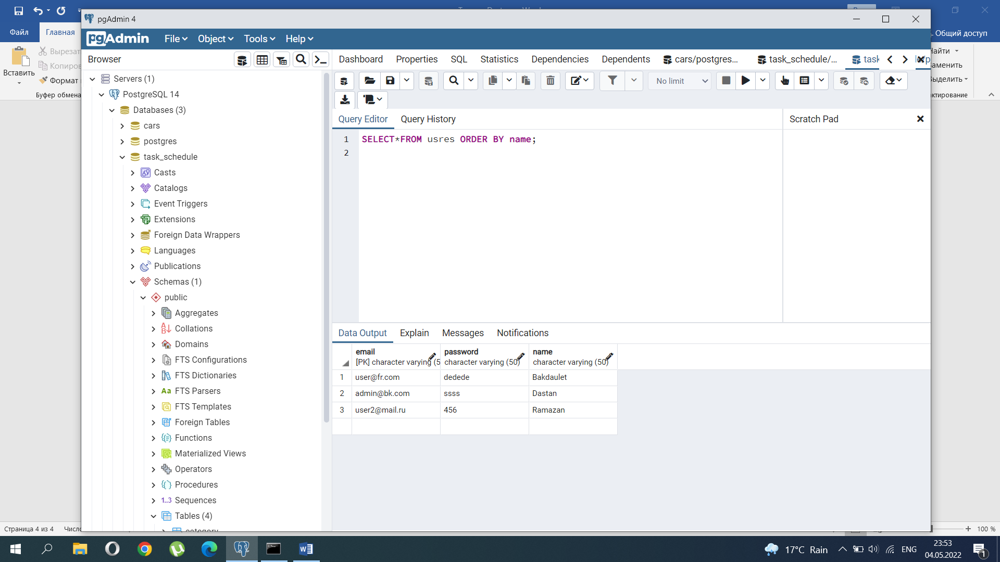 pgAdmin 4
Файл
Главная
Общий доступ
pgAdmin
File
Object
Tools
Help
Вставить
Вырезат
Копиров
Формат
Буфер обмена
Найти
Заменить
Выделить
Browser
Dashboard
Properties
SQL
Statistics
Dependencies
Dependents
cars/postgres...
task_schedule/...
task
No limit
Query Editor
Query History
Scratch Pad
1 SELECT*FROM usres ORDER BY name;
2
Servers (1)
PostgreSQL 14
Databases (3)
cars
postgres
task_schedule
Casts
Catalogs
Event Triggers
Extensions
Foreign Data Wrappers
Languages
Publications
Schemas (1)
public
Aggregates
Collations
Domains
FTS Configurations
FTS Dictionaries
Aa FTS Parsers
FTS Templates
Foreign Tables
Functions
Materialized Views
Operators
Procedures
1..3 Sequences
Tables (4)
category
Data Output
Explain
Messages
Notifications
email
[PK] character varying (5
password
character varying (50)
name
character varying (50)
1 user@fr.com dedede Bakdaulet
2 admin@bk.com ssss Dastan
3 user2@mail.ru 456 Ramazan
Страница 4 из 4
Число
100 %
17°C Rain
ENG
23:53
04.05.2022
1